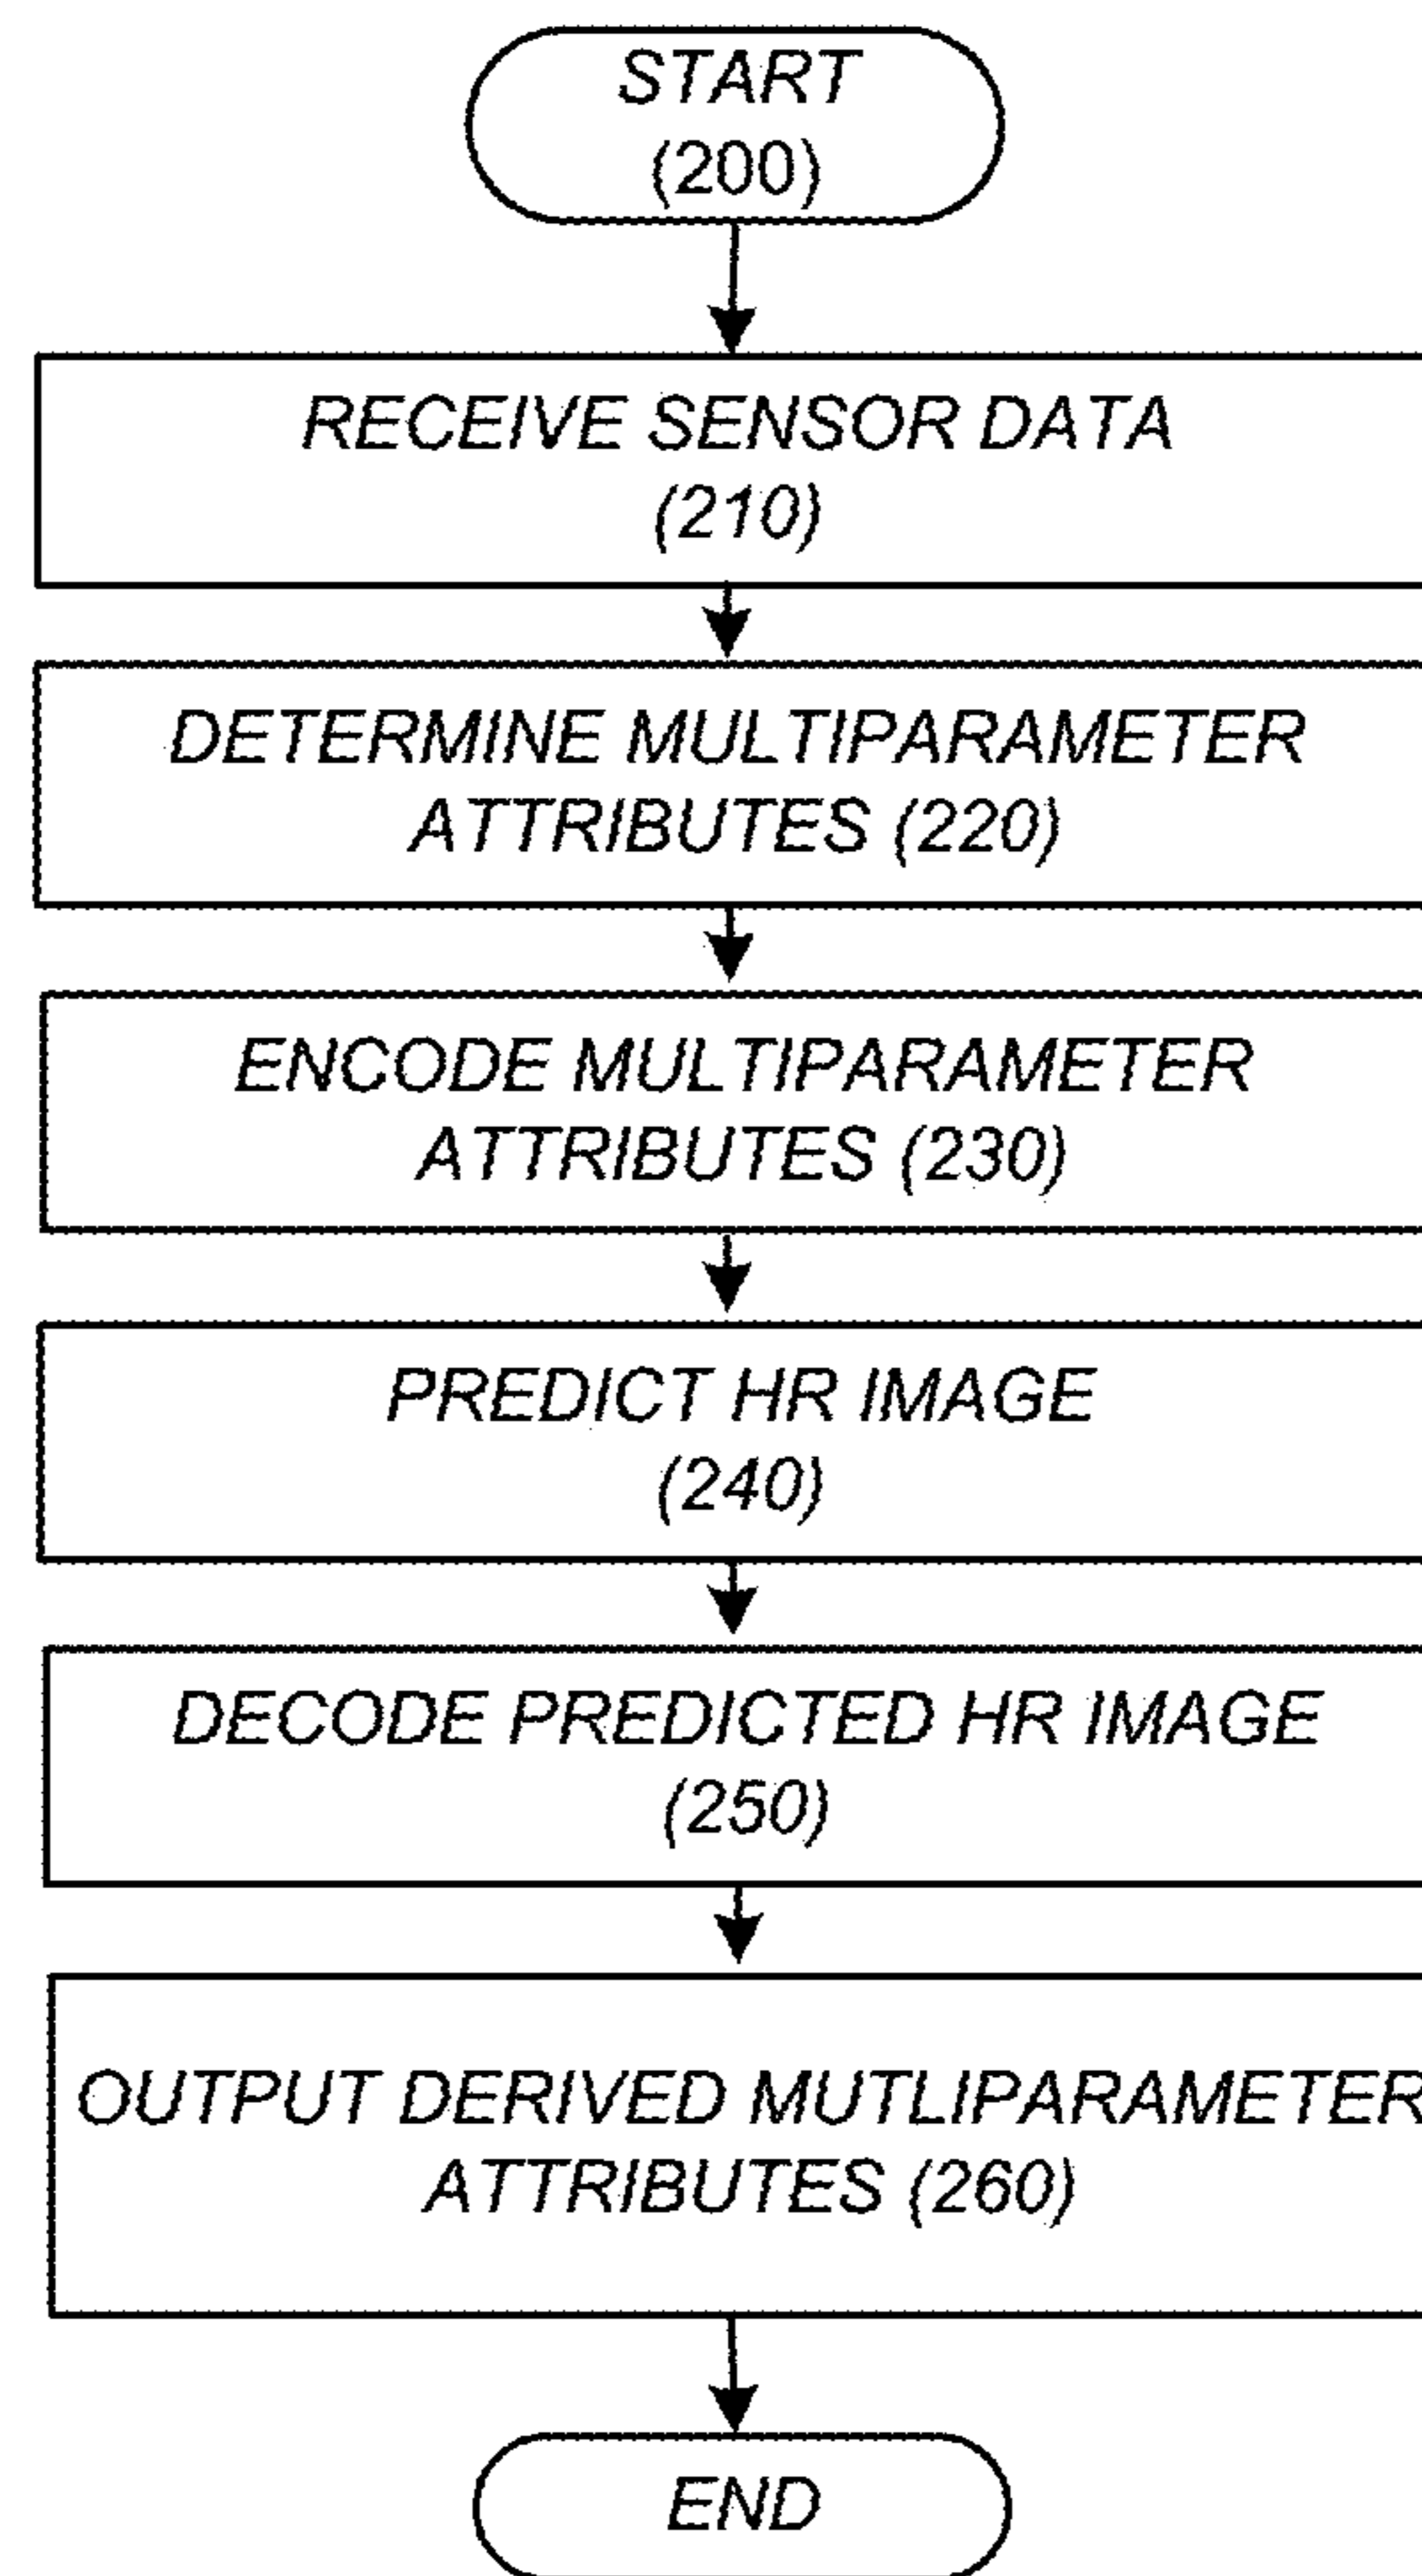 START
(200)
RECEIVE SENSOR DATA
(210)
DETERMINE MULTIPARAMETER
ATTRIBUTES (220)
ENCODE MULTIPARAMETER
ATTRIBUTES (230)
PREDICT HR IMAGE
(240)
DECODE PREDICTED HR IMAGE
(250)
OUTPUT DERIVED MUTLIPARAMETER
ATTRIBUTES (260)
END